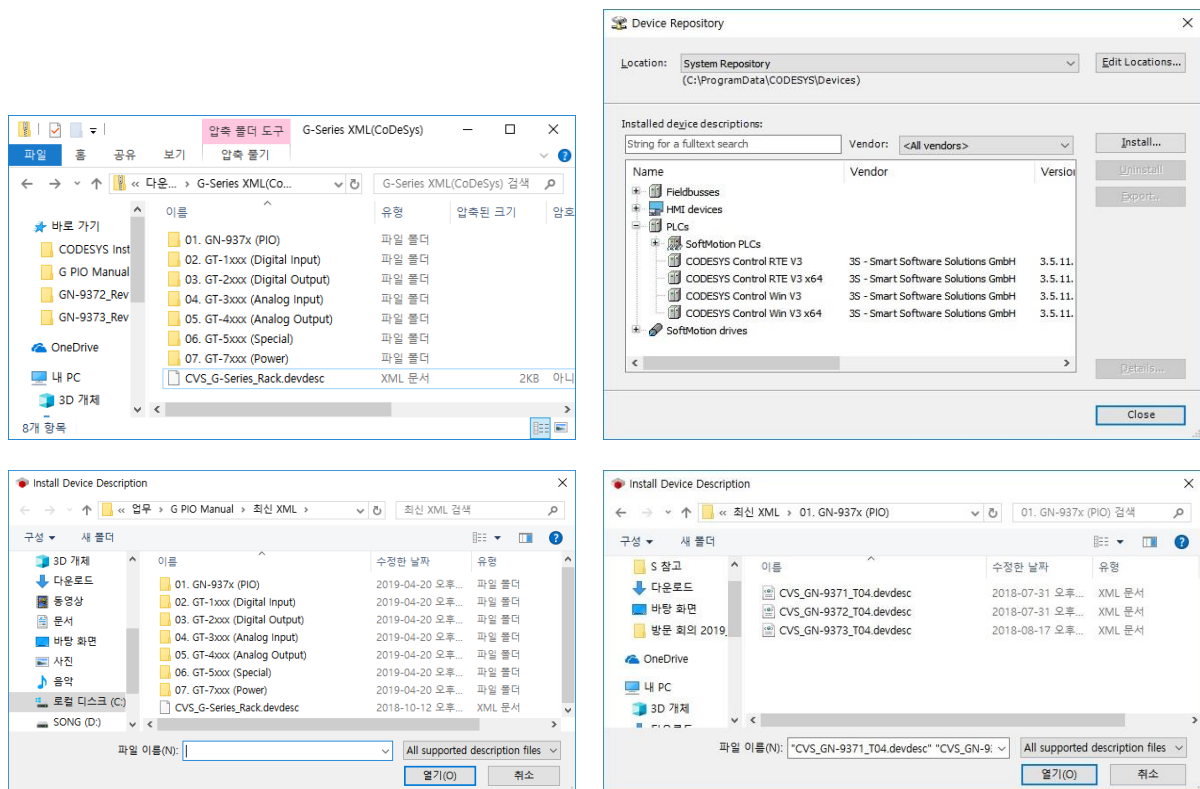 압축 폴더 도구 G-Series XML(CoDeSys)
파일 홈 공유 보기 압축 풀기
« 다운... › G-Series XML(Co... G-Series XML(CoDeSys) 검색
이름 유형 압축된 크기 암호
바로 가기
CODESYS Inst
G PIO Manual
GN-9372_Rev
GN-9373_Rev
OneDrive
내 PC
3D 개체
01. GN-937x (PIO) 파일 폴더
02. GT-1xxx (Digital Input) 파일 폴더
03. GT-2xxx (Digital Output) 파일 폴더
04. GT-3xxx (Analog Input) 파일 폴더
05. GT-4xxx (Analog Output) 파일 폴더
06. GT-5xxx (Special) 파일 폴더
07. GT-7xxx (Power) 파일 폴더
CVS_G-Series_Rack.devdesc XML 문서 2KB 아니
8개 항목
Device Repository
Location: System Repository Edit Locations...
(C:\ProgramData\CODESYS\Devices)
Installed device descriptions:
String for a fulltext search Vendor: <All vendors> Install...
Uninstall
Export...
Name Vendor Version
Fieldbusses
HMI devices
PLCs
SoftMotion PLCs
CODESYS Control RTE V3 3S - Smart Software Solutions GmbH 3.5.11.
CODESYS Control RTE V3 x64 3S - Smart Software Solutions GmbH 3.5.11.
CODESYS Control Win V3 3S - Smart Software Solutions GmbH 3.5.11.
CODESYS Control Win V3 x64 3S - Smart Software Solutions GmbH 3.5.11.
SoftMotion drives
Details...
Close
Install Device Description
« 업무 › G PIO Manual › 최신 XML › 최신 XML 검색
구성 새 폴더
이름 수정한 날짜 유형
3D 개체
다운로드
동영상
문서
바탕 화면
사진
음악
로컬 디스크 (C:)
SONG (D:)
01. GN-937x (PIO) 2019-04-20 오후... 파일 폴더
02. GT-1xxx (Digital Input) 2019-04-20 오후... 파일 폴더
03. GT-2xxx (Digital Output) 2019-04-20 오후... 파일 폴더
04. GT-3xxx (Analog Input) 2019-04-20 오후... 파일 폴더
05. GT-4xxx (Analog Output) 2019-04-20 오후... 파일 폴더
06. GT-5xxx (Special) 2019-04-20 오후... 파일 폴더
07. GT-7xxx (Power) 2019-04-20 오후... 파일 폴더
CVS_G-Series_Rack.devdesc 2018-10-12 오후... XML 문서
파일 이름(N): All supported description files
열기(O) 취소
Install Device Description
« 최신 XML › 01. GN-937x (PIO) 01. GN-937x (PIO) 검색
구성 새 폴더
이름 수정한 날짜 유형
S 참고
다운로드
바탕 화면
방문 회의 2019_
OneDrive
내 PC
3D 개체
CVS_GN-9371_T04.devdesc 2018-07-31 오후... XML 문서
CVS_GN-9372_T04.devdesc 2018-07-31 오후... XML 문서
CVS_GN-9373_T04.devdesc 2018-08-17 오후... XML 문서
파일 이름(N): "CVS_GN-9371_T04.devdesc" "CVS_GN-9 All supported description files
열기(O) 취소